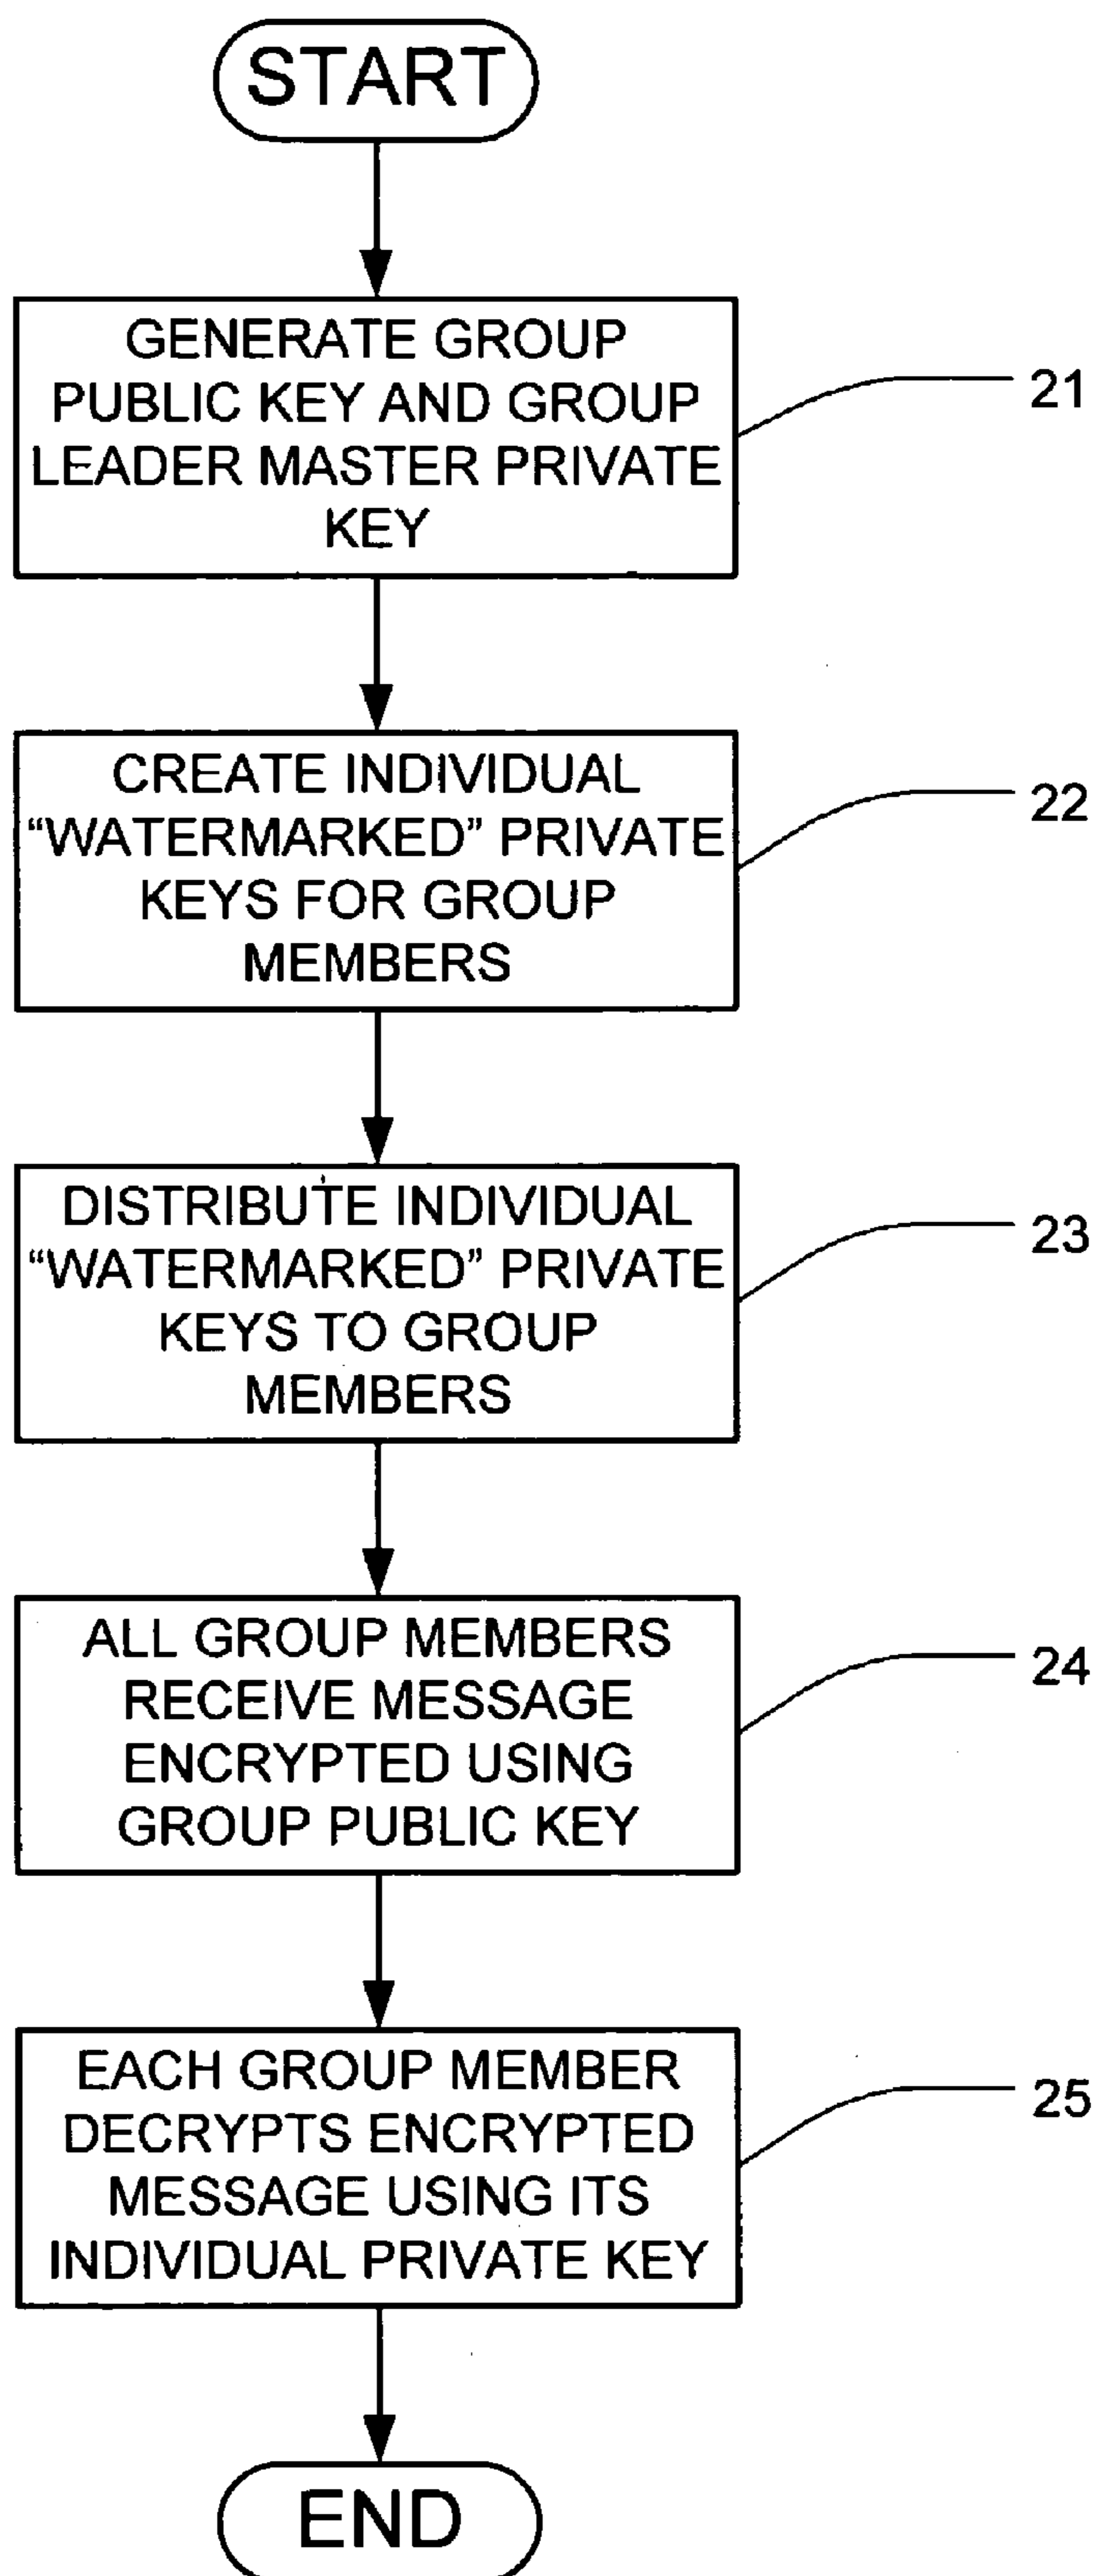 START
GENERATE GROUP
PUBLIC KEY AND GROUP
LEADER MASTER PRIVATE
KEY
21
CREATE INDIVIDUAL
“WATERMARKED” PRIVATE
KEYS FOR GROUP
MEMBERS
22
DISTRIBUTE INDIVIDUAL
“WATERMARKED” PRIVATE
KEYS TO GROUP
MEMBERS
23
ALL GROUP MEMBERS
RECEIVE MESSAGE
ENCRYPTED USING
GROUP PUBLIC KEY
24
EACH GROUP MEMBER
DECRYPTS ENCRYPTED
MESSAGE USING ITS
INDIVIDUAL PRIVATE KEY
25
END